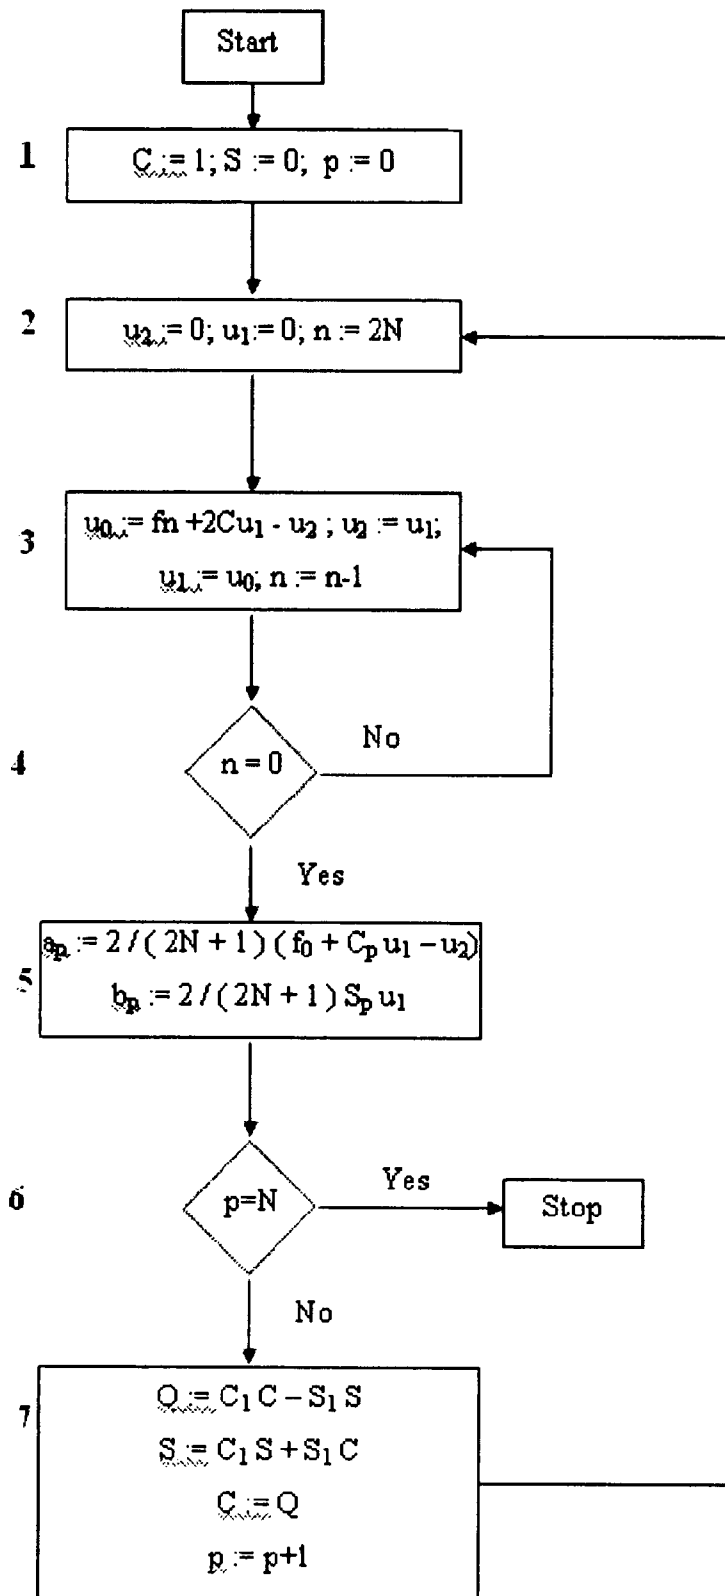 Start
1
C := 1; S := 0; p := 0
2
u₂ := 0; u₁ := 0; n := 2N
3
u₀ := fn +2Cu₁ - u₂ ; u₂ := u₁;
u₁ := u₀; n := n-1
4
n = 0
No
Yes
5
aₚ := 2 / ( 2N + 1 ) ( f₀ + Cₚ u₁ – u₂)
bₚ := 2 / ( 2N + 1 ) Sₚ u₁
6
p=N
Yes
Stop
No
7
Q := C₁ C – S₁ S
S := C₁ S + S₁ C
C := Q
p := p+1